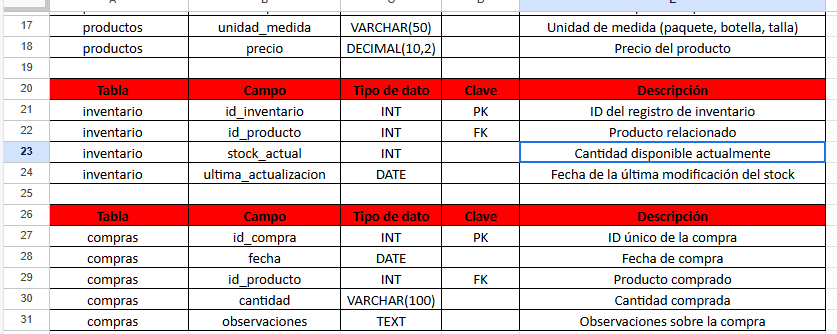 17 productos unidad_medida VARCHAR(50) Unidad de medida (paquete, botella, talla)
18 productos precio DECIMAL(10,2) Precio del producto
19
20 Tabla Campo Tipo de dato Clave Descripción
21 inventario id_inventario INT PK ID del registro de inventario
22 inventario id_producto INT FK Producto relacionado
23 inventario stock_actual INT Cantidad disponible actualmente
24 inventario ultima_actualizacion DATE Fecha de la última modificación del stock
25
26 Tabla Campo Tipo de dato Clave Descripción
27 compras id_compra INT PK ID único de la compra
28 compras fecha DATE Fecha de compra
29 compras id_producto INT FK Producto comprado
30 compras cantidad VARCHAR(100) Cantidad comprada
31 compras observaciones TEXT Observaciones sobre la compra